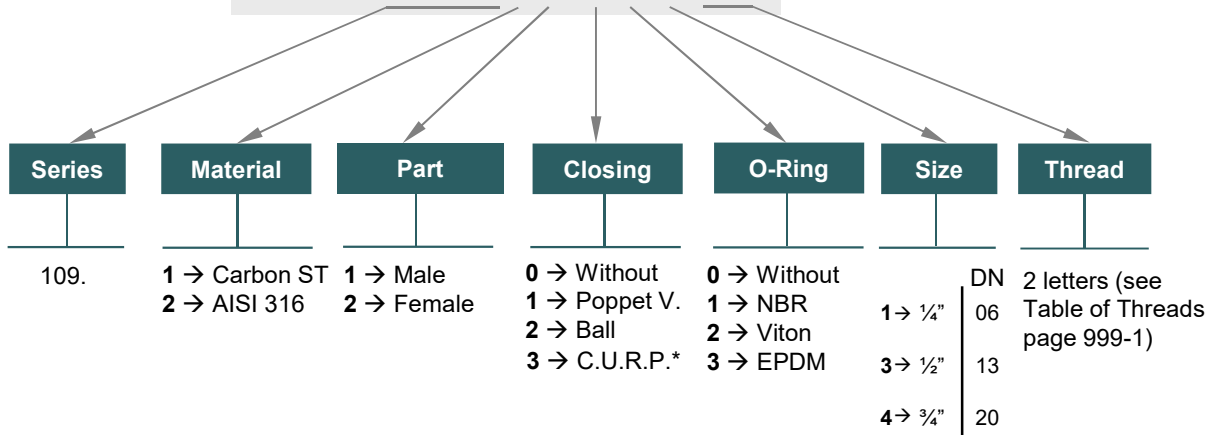 Series
Material
Part
Closing
O-Ring
Size
Thread
109.
1 → Carbon ST
2 → AISI 316
1 → Male
2 → Female
0 → Without
1 → Poppet V.
2 → Ball
3 → C.U.R.P.*
0 → Without
1 → NBR
2 → Viton
3 → EPDM
DN
1 → ¼” 06
3 → ½” 13
4 → ¾” 20
2 letters (see
Table of Threads
page 999-1)